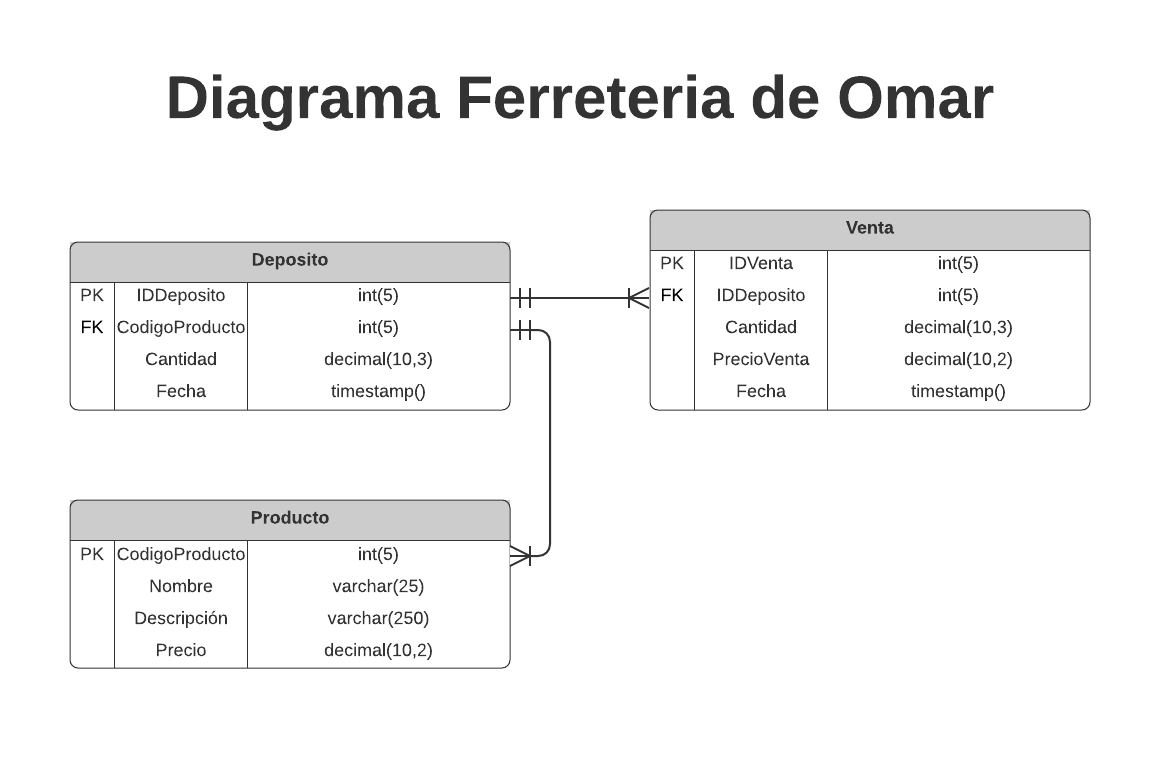 Diagrama Ferreteria de Omar
Deposito
PK IDDeposito int(5)
FK CodigoProducto int(5)
Cantidad decimal(10,3)
Fecha timestamp()
Venta
PK IDVenta int(5)
FK IDDeposito int(5)
Cantidad decimal(10,3)
PrecioVenta decimal(10,2)
Fecha timestamp()
Producto
PK CodigoProducto int(5)
Nombre varchar(25)
Descripción varchar(250)
Precio decimal(10,2)